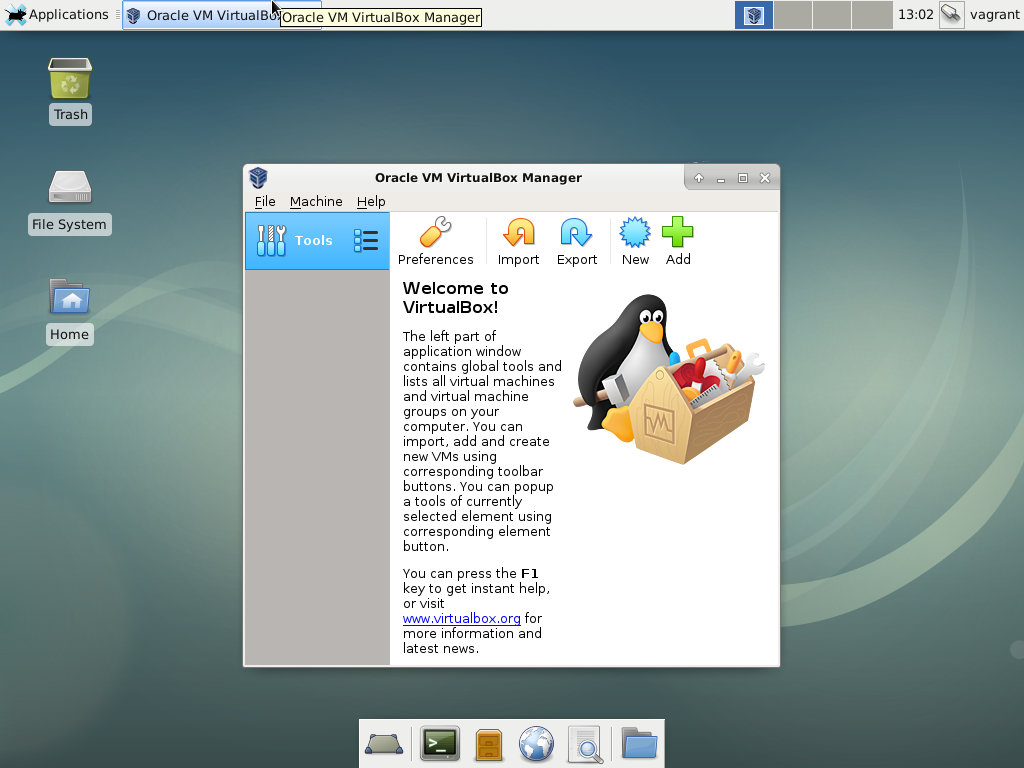 Applications
Oracle VM VirtualBo
Oracle VM VirtualBox Manager
13:02
vagrant
Trash
File System
Home
Oracle VM VirtualBox Manager
File Machine Help
Tools
Preferences Import Export New Add
Welcome to
VirtualBox!
The left part of
application window
contains global tools and
lists all virtual machines
and virtual machine
groups on your
computer. You can
import, add and create
new VMs using
corresponding toolbar
buttons. You can popup
a tools of currently
selected element using
corresponding element
button.
You can press the F1
key to get instant help,
or visit
www.virtualbox.org for
more information and
latest news.